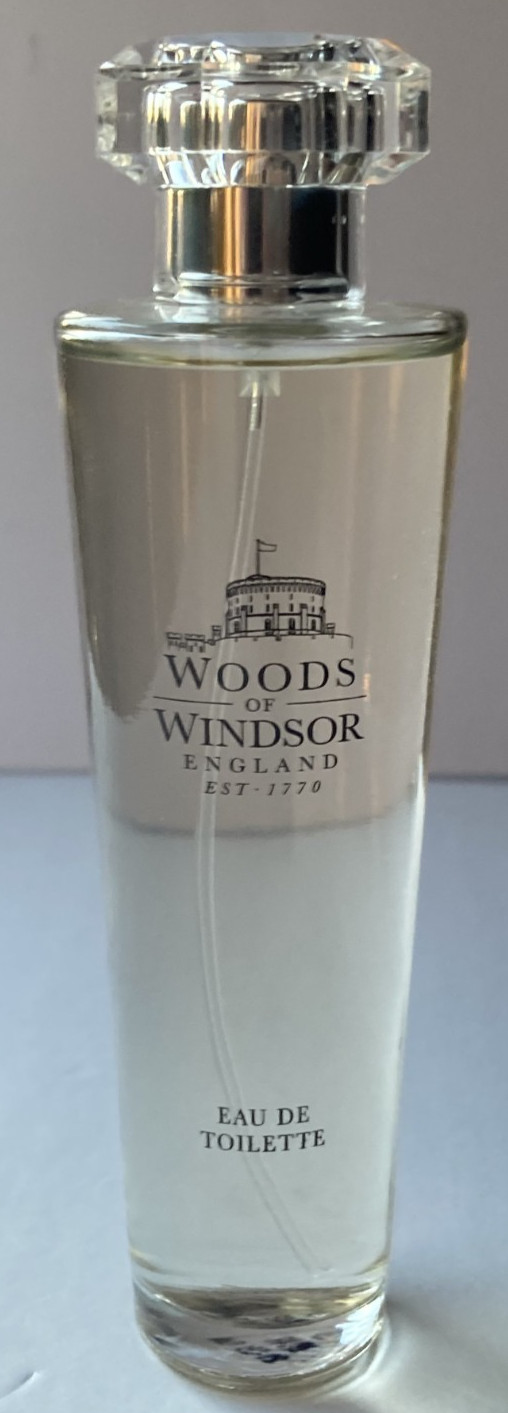 WOODS
OF
WINDSOR
ENGLAND
EST-1770
EAU DE
TOILETTE